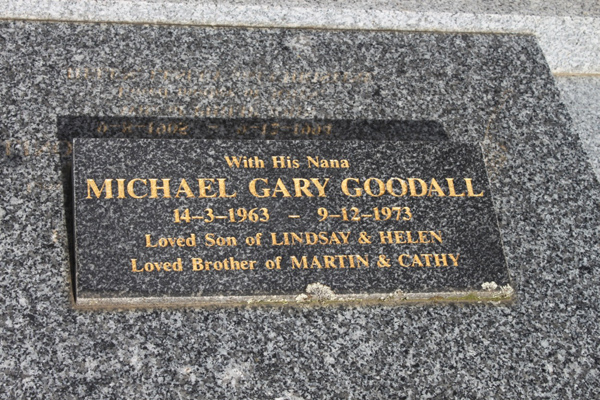 With His Nana
MICHAEL GARY GOODALL
14-3-1963 - 9-12-1973
Loved Son of LINDSAY & HELEN
Loved Brother of MARTIN & CATHY